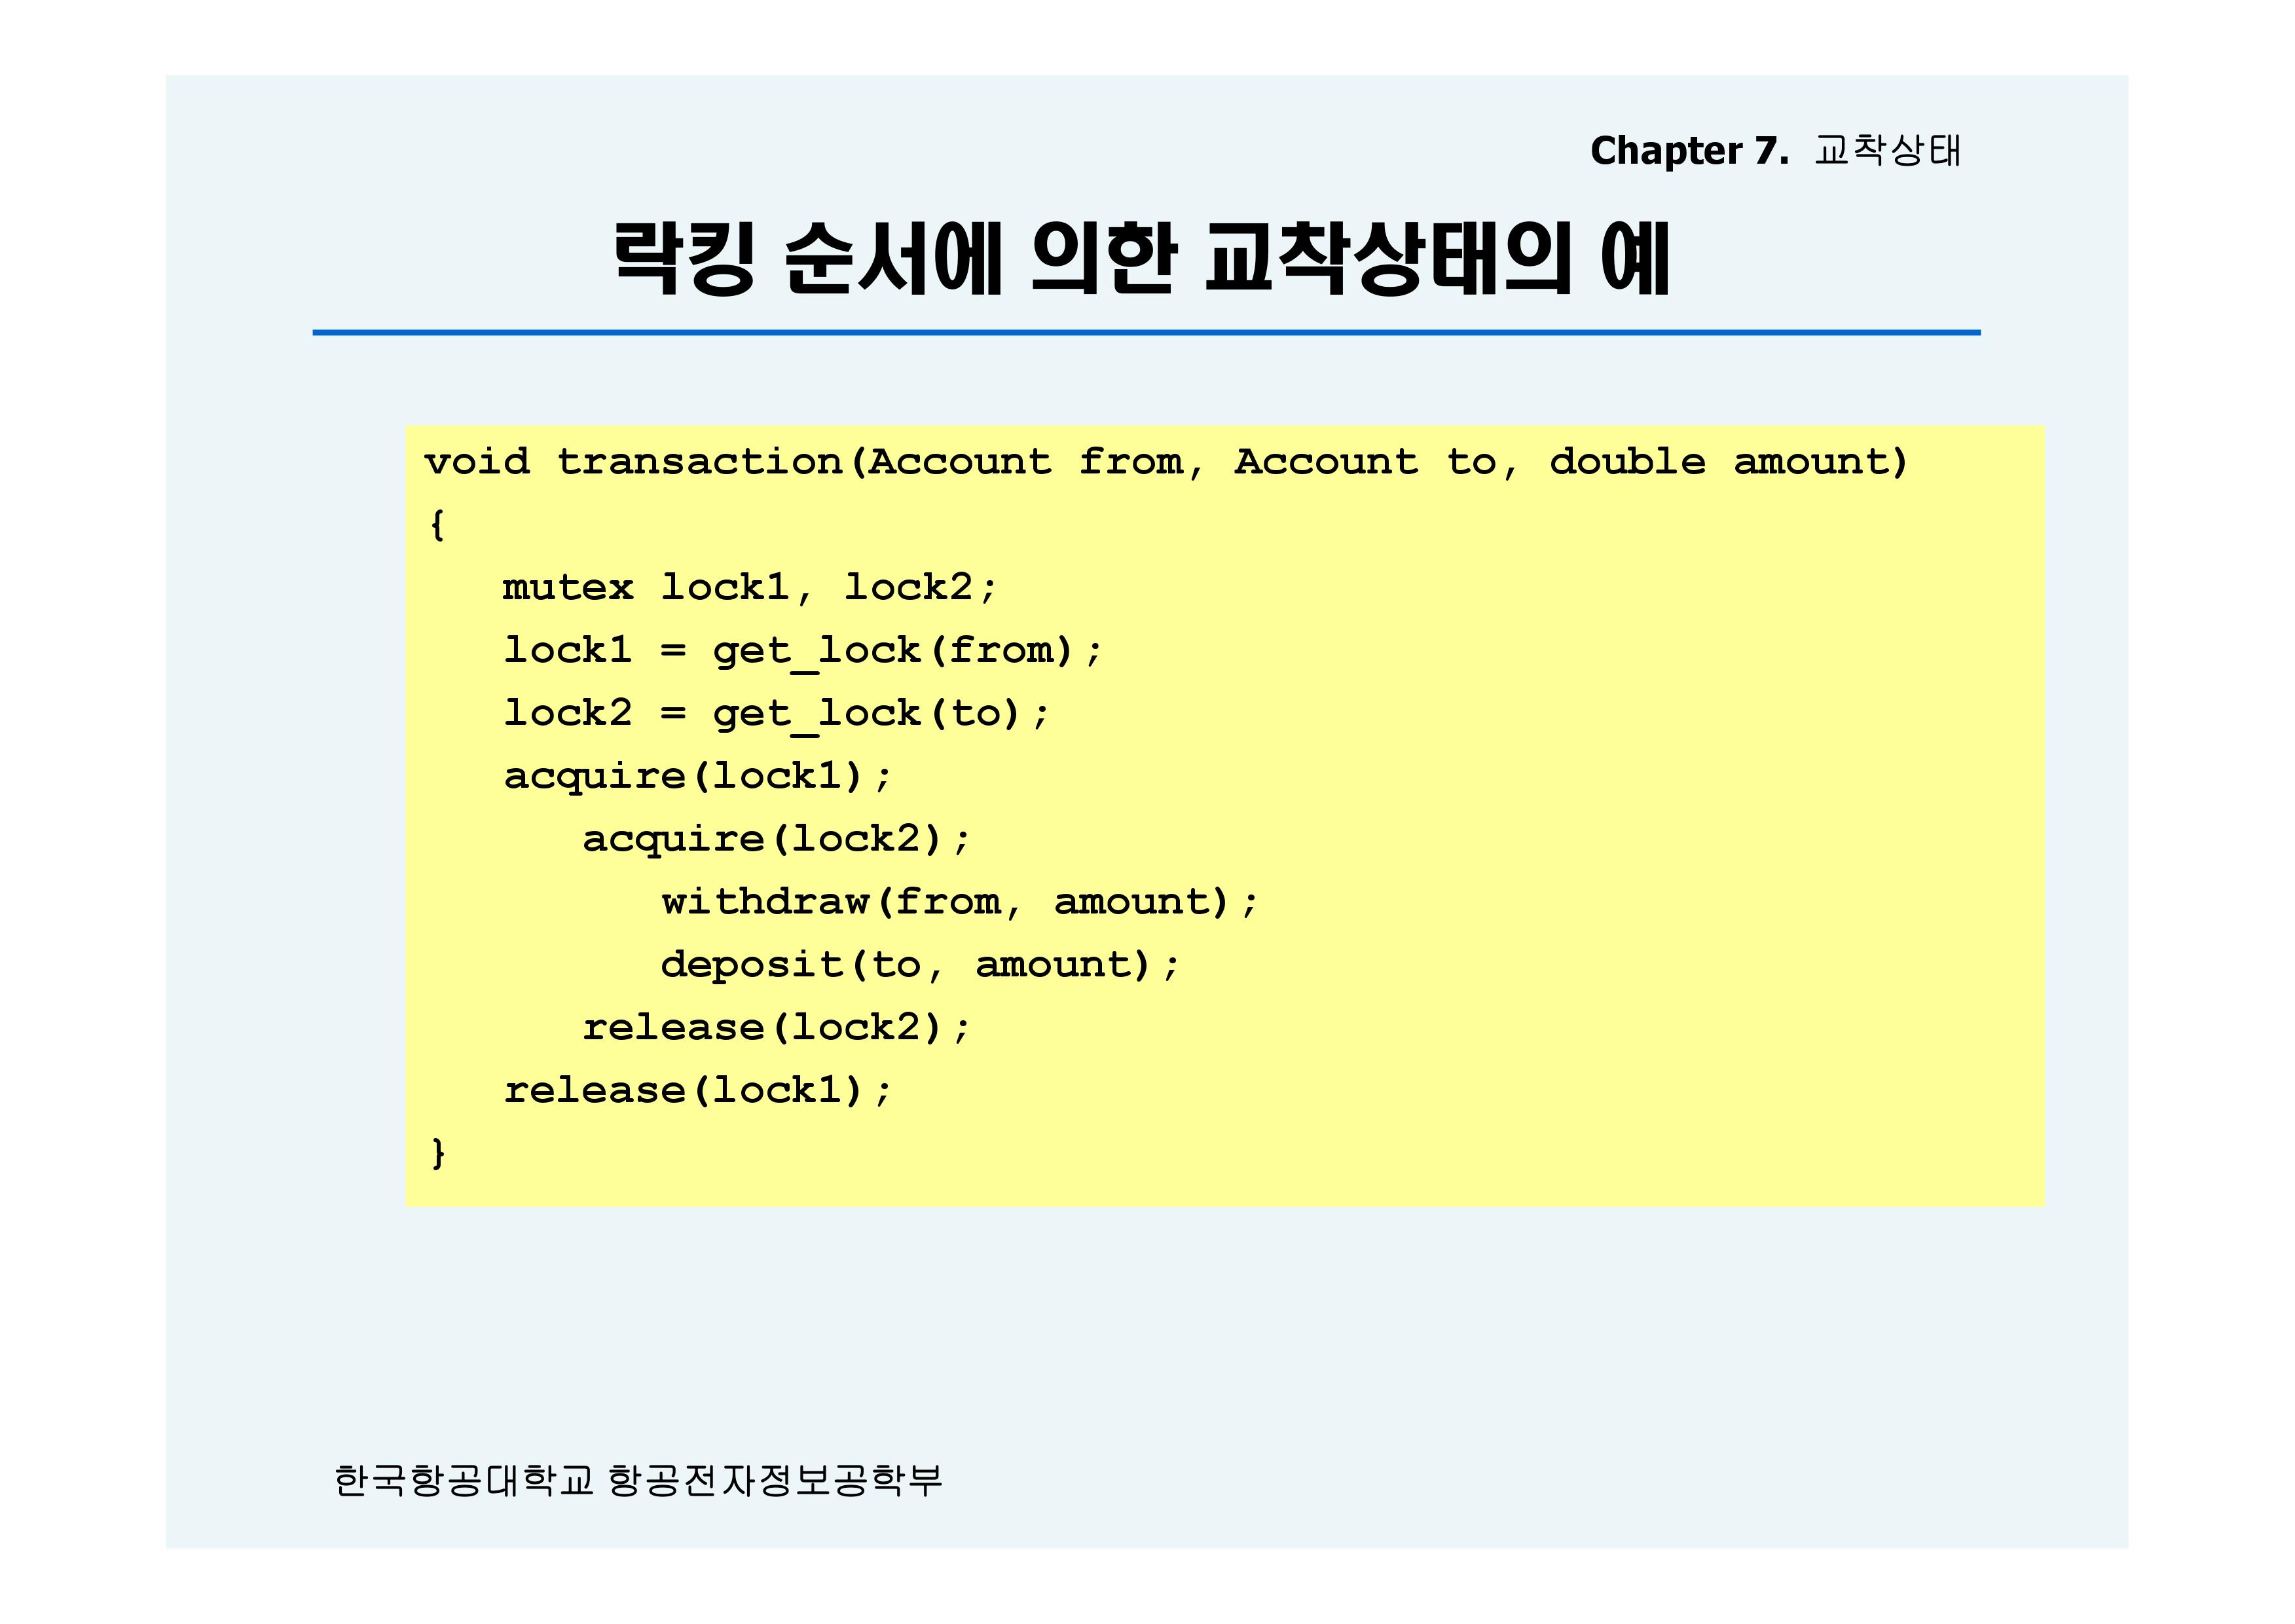 Chapter 7. 교착상태
락킹 순서에 의한 교착상태의 예
void transaction(Account from, Account to, double amount)
{
mutex lock1, lock2;
lock1 = get_lock(from);
lock2 = get_lock(to);
acquire(lock1);
acquire(lock2);
withdraw(from, amount);
deposit(to, amount);
release(lock2);
release(lock1);
}
한국항공대학교 항공전자정보공학부